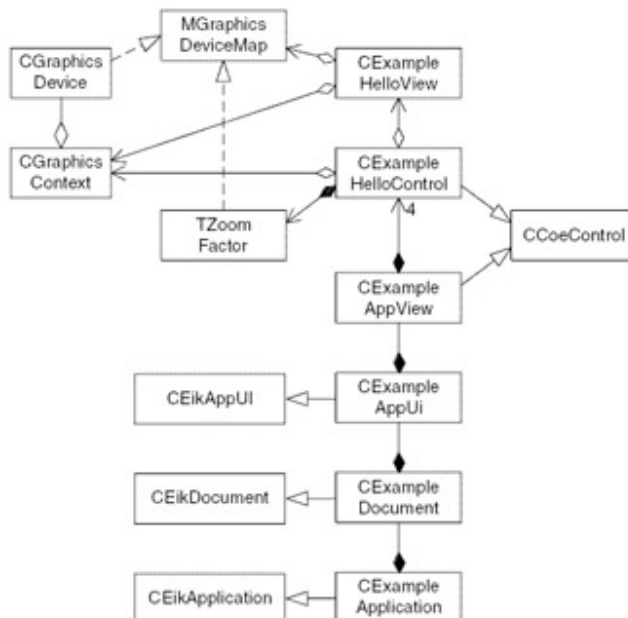 MGraphics
DeviceMap
CGraphics
Device
CExample
HelloView
CGraphics
Context
CExample
HelloControl
4
TZoom
Factor
CCoeControl
CExample
AppView
CEikAppUI
CExample
AppUi
CEikDocument
CExample
Document
CEikApplication
CExample
Application